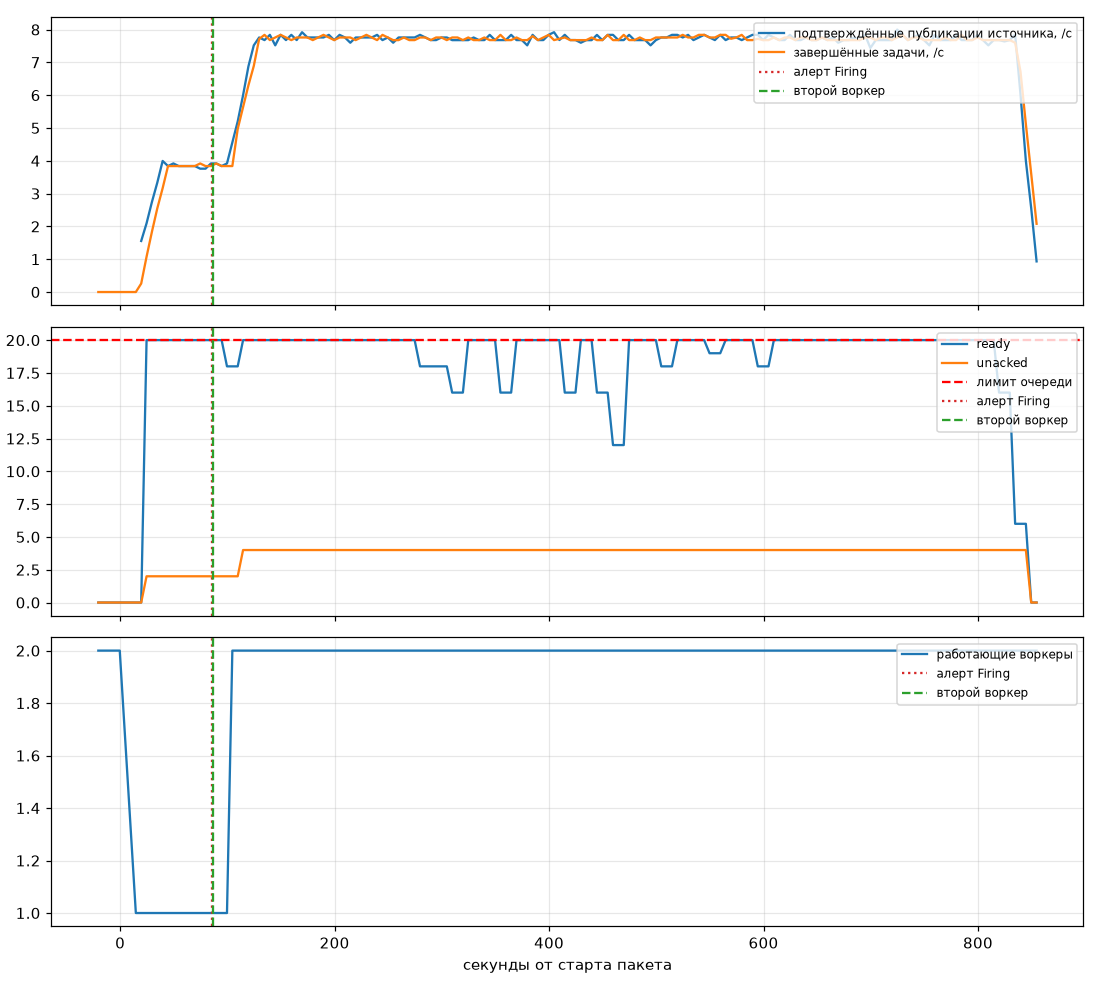 8
7
6
5
4
3
2
1
0
подтверждённые публикации источника, /с
завершённые задачи, /с
алерт Firing
второй воркер
20.0
17.5
15.0
12.5
10.0
7.5
5.0
2.5
0.0
ready
unacked
лимит очереди
алерт Firing
второй воркер
2.0
1.8
1.6
1.4
1.2
1.0
работающие воркеры
алерт Firing
второй воркер
0 200 400 600 800
секунды от старта пакета